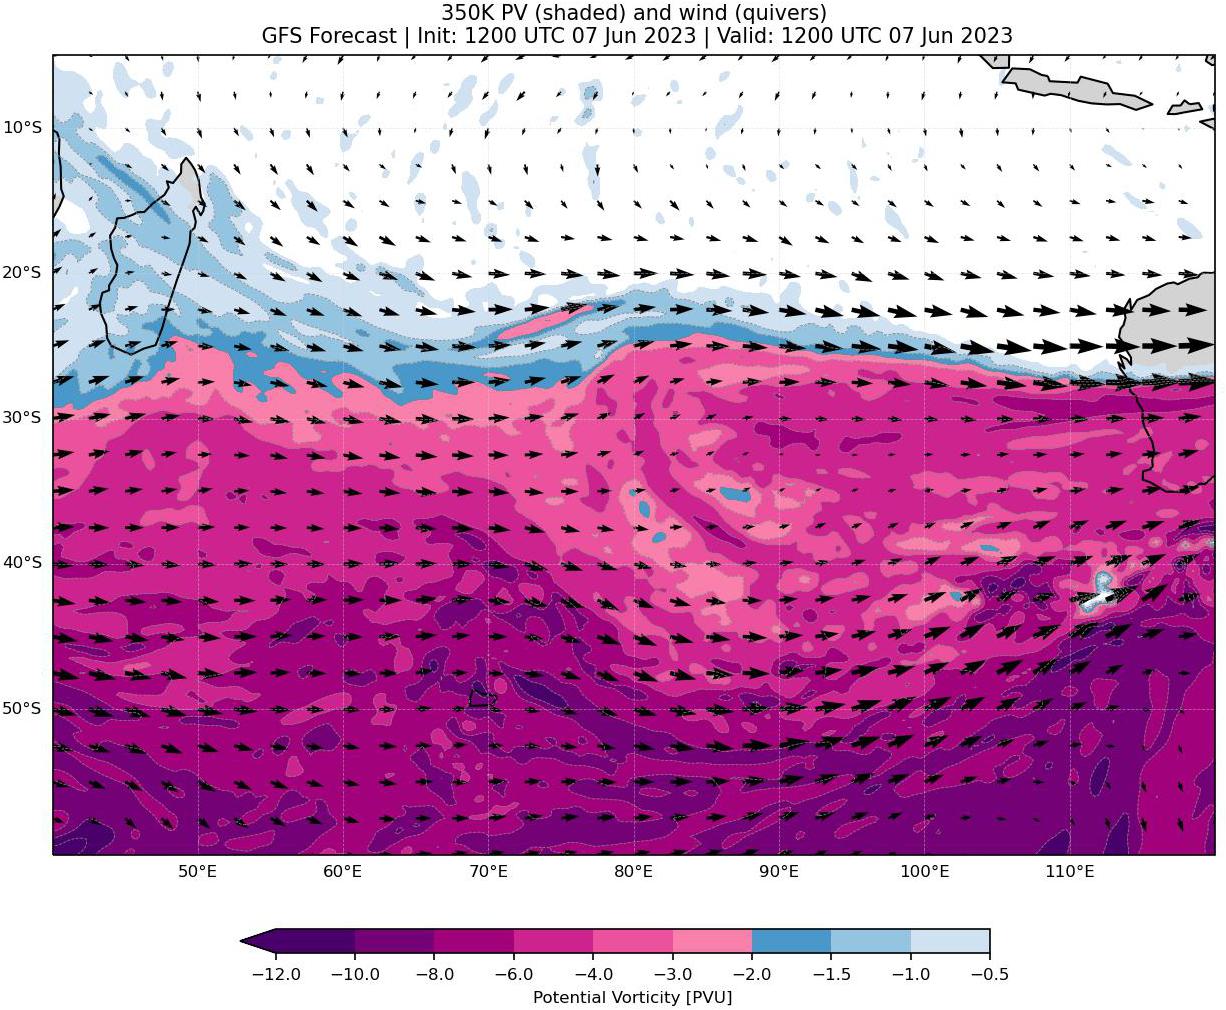 350K PV (shaded) and wind (quivers)
GFS Forecast | Init: 1200 UTC 07 Jun 2023 | Valid: 1200 UTC 07 Jun 2023
10°S
20°S
30°S
40°S
50°S
50°E 60°E 70°E 80°E 90°E 100°E 110°E
−12.0 −10.0 −8.0 −6.0 −4.0 −3.0 −2.0 −1.5 −1.0 −0.5
Potential Vorticity [PVU]